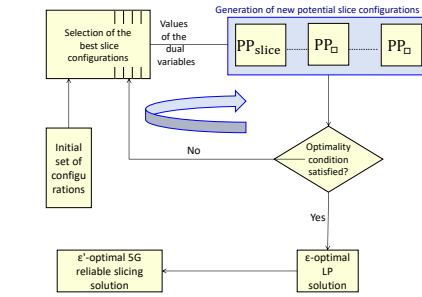 Generation of new potential slice configurations
Selection of the
best slice
configurations
Values
of the
dual
variables
PPslice
PP□
PP□
Initial
set of
configu
rations
No
Optimality
condition
satisfied?
Yes
ε'-optimal 5G
reliable slicing
solution
ε-optimal
LP
solution